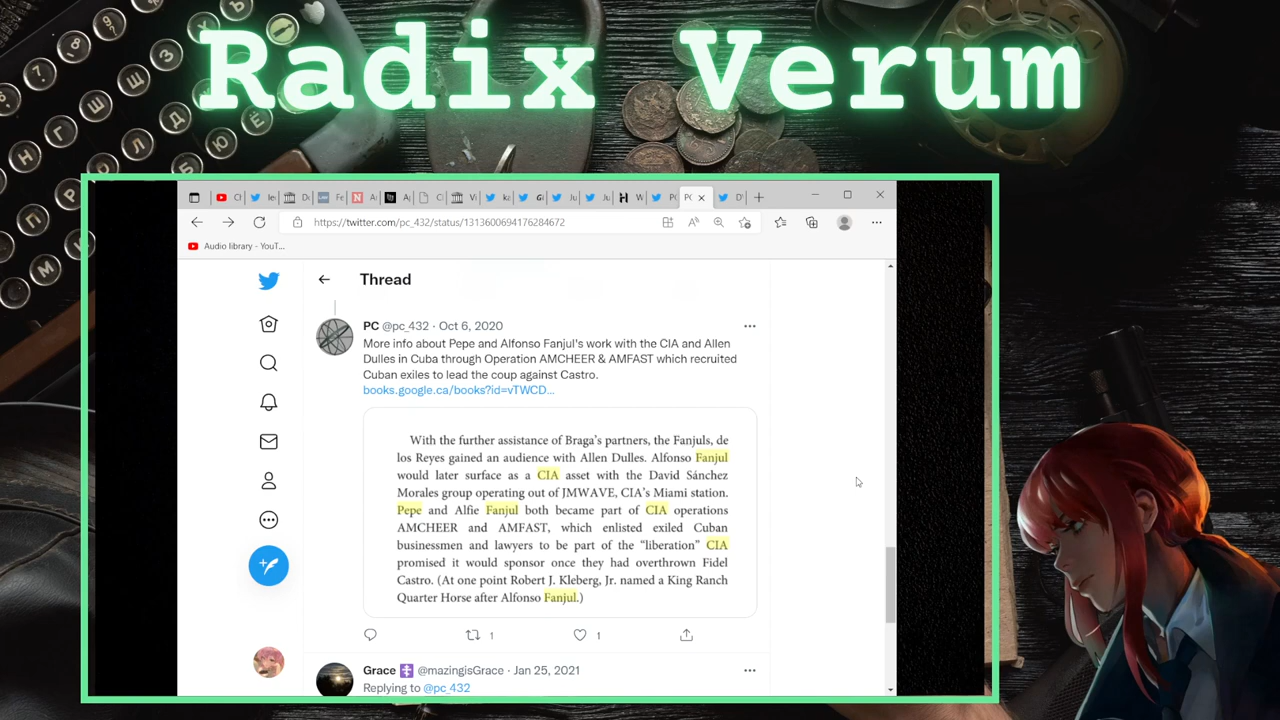 Radix Verum
https://twitter.com/pc_432/status/1313600694176284672
Audio library - YouT...
Thread
PC @pc_432 · Oct 6, 2020
More info about Pepe and Alfonso Fanjul's work with the CIA and Allen
Dulles in Cuba through Operation AMCHEER & AMFAST which recruited
Cuban exiles to lead the coup against Castro.
books.google.ca/books?id=vTWCD...
With the further assistance of Braga's partners, the Fanjuls, de
los Reyes gained an audience with Allen Dulles. Alfonso Fanjul
would later surface as a CIA asset with the David Sánchez
Morales group operating out of JMWAVE, CIA's Miami station.
Pepe and Alfie Fanjul both became part of CIA operations
AMCHEER and AMFAST, which enlisted exiled Cuban
businessmen and lawyers to be part of the "liberation" CIA
promised it would sponsor once they had overthrown Fidel
Castro. (At one point Robert J. Kleberg, Jr. named a King Ranch
Quarter Horse after Alfonso Fanjul.)
1 1
Grace @mazingisGrace · Jan 25, 2021
Replying to @pc_432